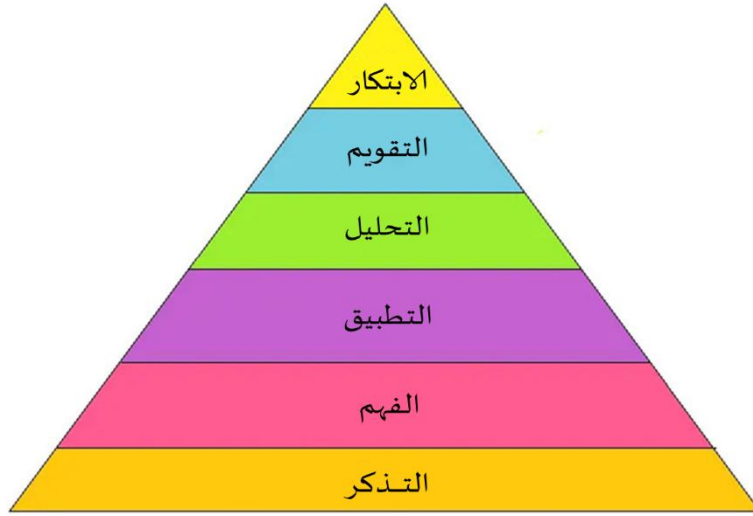 الابتكار
التقويم
التحليل
التطبيق
الفهم
التـذكر